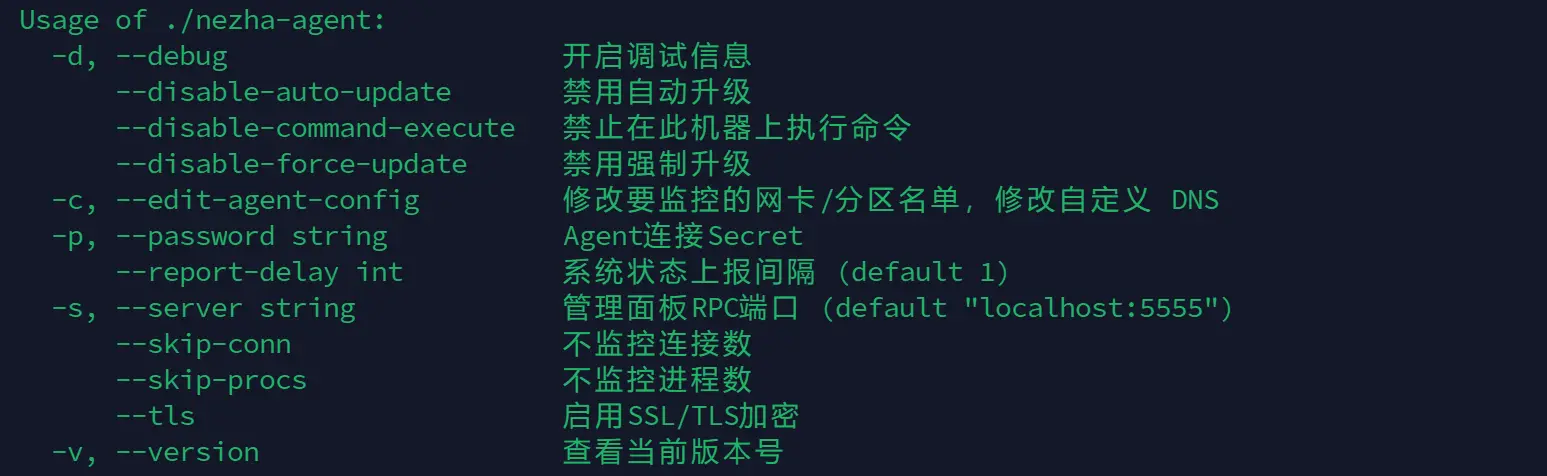 Usage of ./nezha-agent:
-d, --debug 开启调试信息
--disable-auto-update 禁用自动升级
--disable-command-execute 禁止在此机器上执行命令
--disable-force-update 禁用强制升级
-c, --edit-agent-config 修改要监控的网卡/分区名单, 修改自定义 DNS
-p, --password string Agent连接Secret
--report-delay int 系统状态上报间隔 (default 1)
-s, --server string 管理面板RPC端口 (default "localhost:5555")
--skip-conn 不监控连接数
--skip-procs 不监控进程数
--tls 启用SSL/TLS加密
-v, --version 查看当前版本号